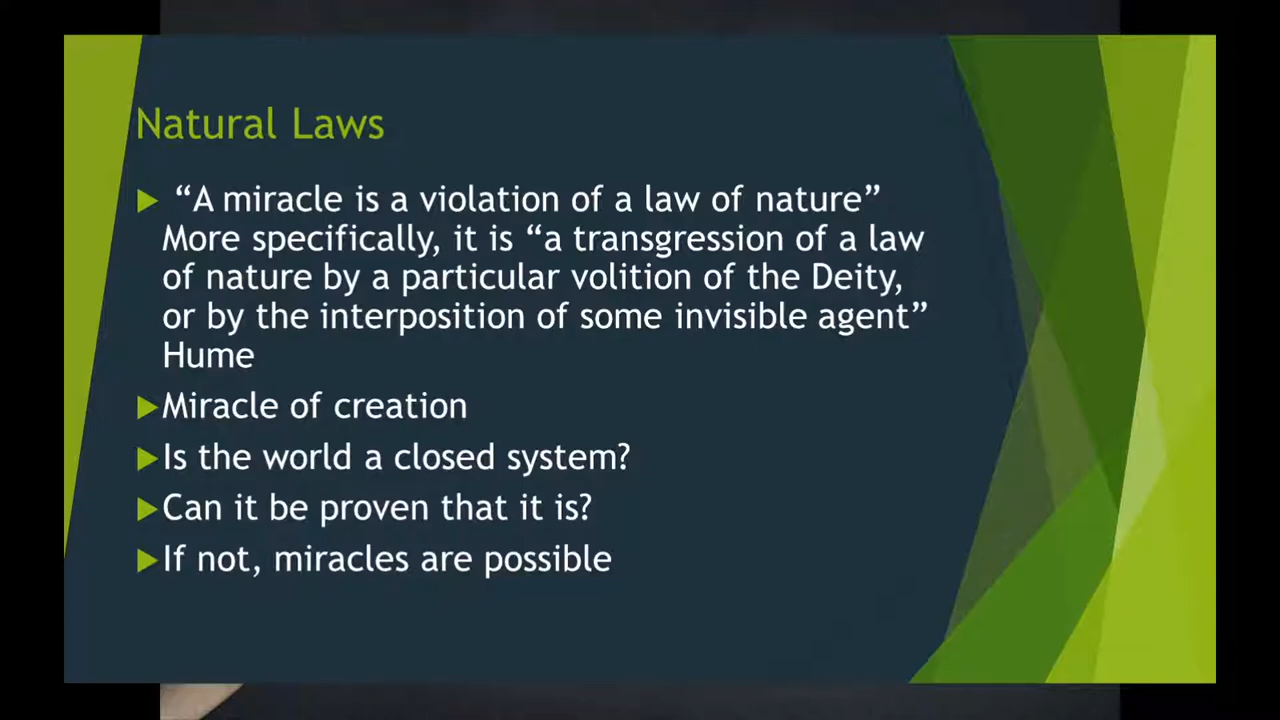 Natural Laws
“A miracle is a violation of a law of nature”
More specifically, it is “a transgression of a law
of nature by a particular volition of the Deity,
or by the interposition of some invisible agent”
Hume
Miracle of creation
Is the world a closed system?
Can it be proven that it is?
If not, miracles are possible